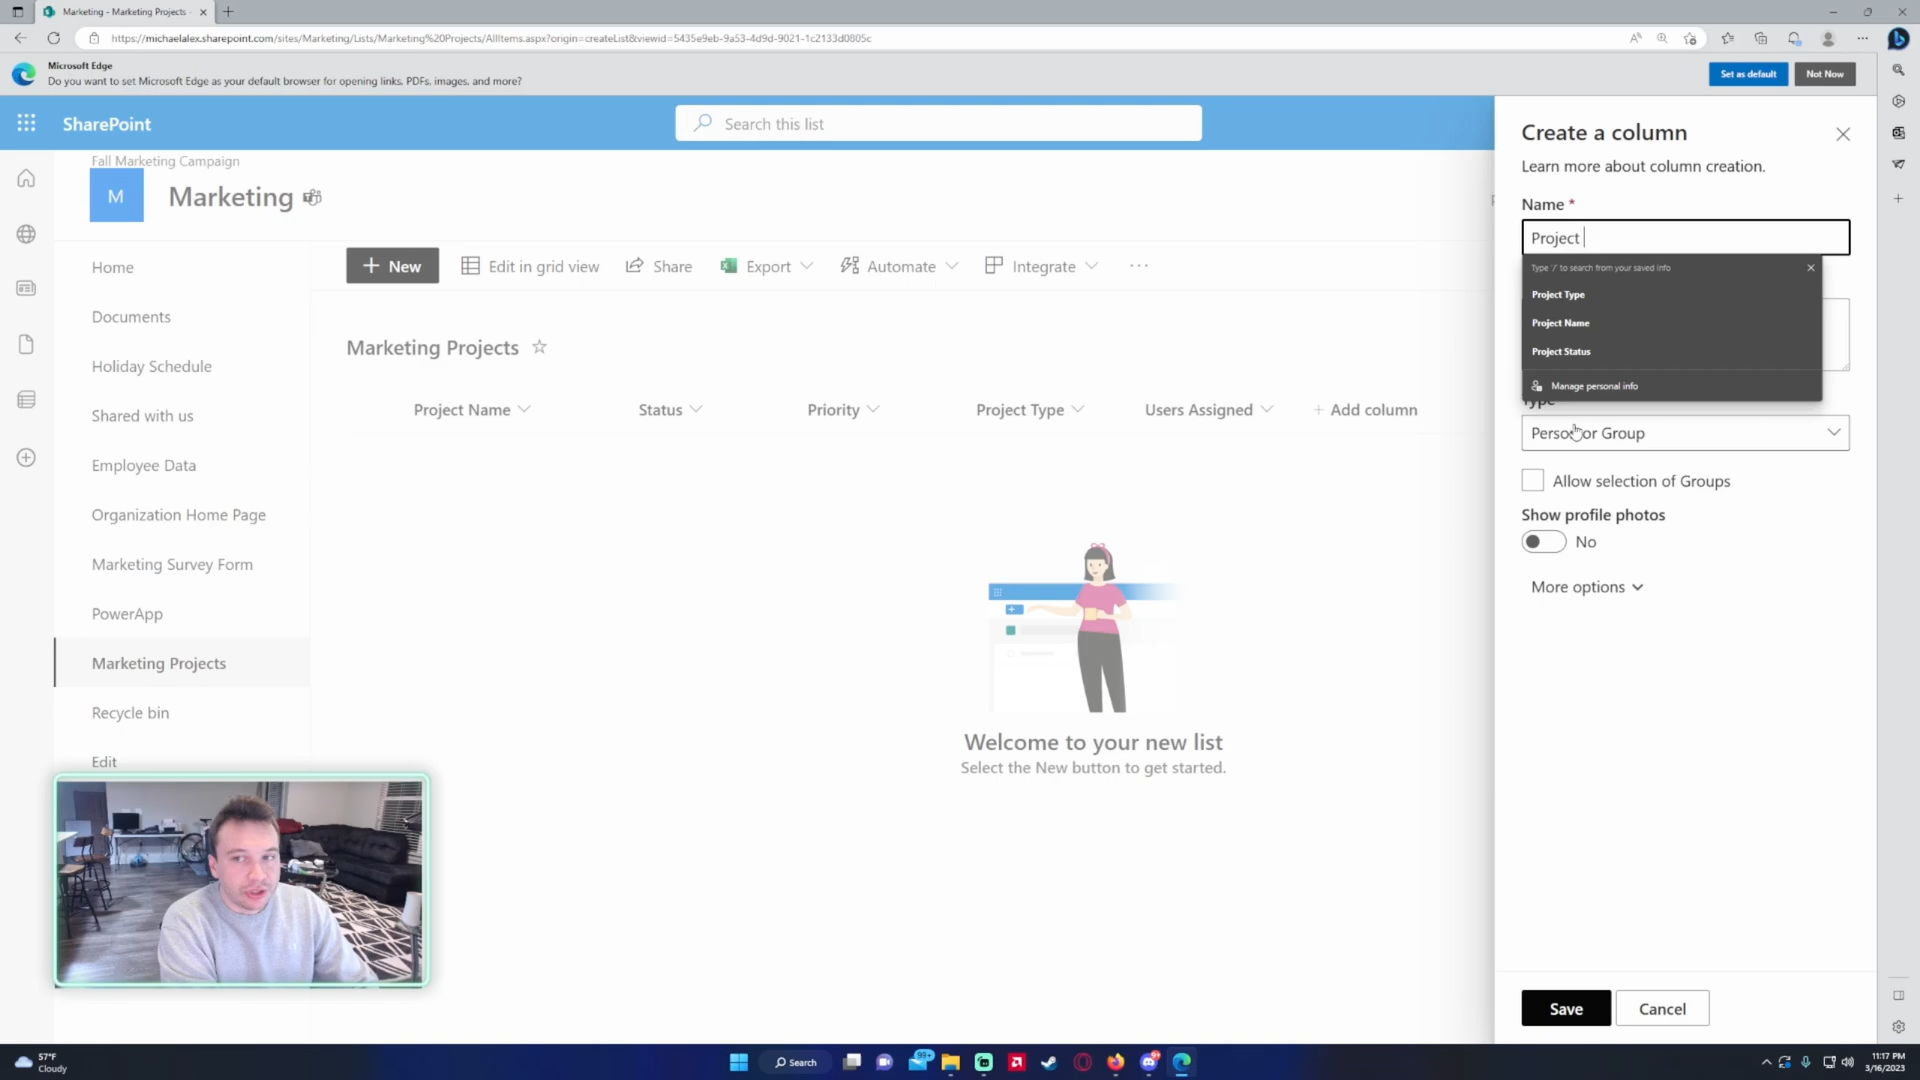 Marketing - Marketing Projects
https://michaelalex.sharepoint.com/sites/Marketing/Lists/Marketing%20Projects/AllItems.aspx?origin=createList&viewid=5435e9eb-9a53-4d9d-9021-1c2133d0805c
Microsoft Edge
Do you want to set Microsoft Edge as your default browser for opening links, PDFs, images, and more?
Set as default
Not Now
SharePoint
Search this list
Fall Marketing Campaign
M
Marketing
Home
Documents
Holiday Schedule
Shared with us
Employee Data
Organization Home Page
Marketing Survey Form
PowerApp
Marketing Projects
Recycle bin
Edit
+ New
Edit in grid view
Share
Export
Automate
Integrate
...
Marketing Projects
Project Name
Status
Priority
Project Type
Users Assigned
+ Add column
Welcome to your new list
Select the New button to get started.
Create a column
Learn more about column creation.
Name *
Project
Type '/' to search from your saved info
Project Type
Project Name
Project Status
Manage personal info
Type
Person or Group
Allow selection of Groups
Show profile photos
No
More options
Save
Cancel
57°F
Cloudy
Search
99+
11:17 PM
3/16/2023